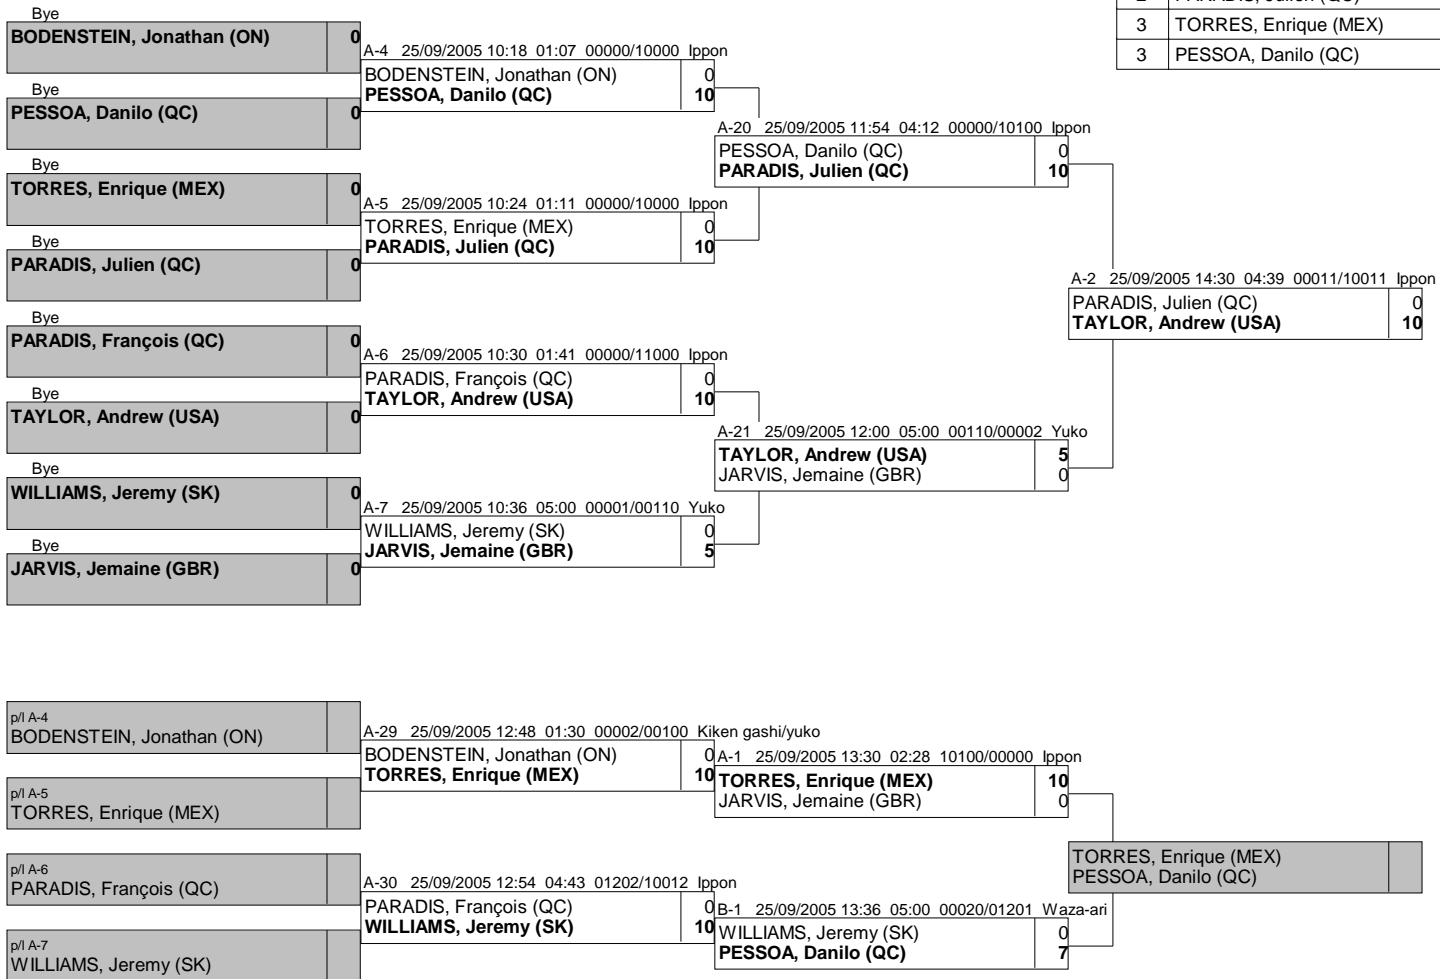 Bye
BODENSTEIN, Jonathan (ON) 0
Bye
PESSOA, Danilo (QC) 0
Bye
TORRES, Enrique (MEX) 0
Bye
PARADIS, Julien (QC) 0
Bye
PARADIS, François (QC) 0
Bye
TAYLOR, Andrew (USA) 0
Bye
WILLIAMS, Jeremy (SK) 0
Bye
JARVIS, Jemaine (GBR) 0
A-4 25/09/2005 10:18 01:07 00000/10000 Ippon
BODENSTEIN, Jonathan (ON) 0
PESSOA, Danilo (QC) 10
A-5 25/09/2005 10:24 01:11 00000/10000 Ippon
TORRES, Enrique (MEX) 0
PARADIS, Julien (QC) 10
A-6 25/09/2005 10:30 01:41 00000/11000 Ippon
PARADIS, François (QC) 0
TAYLOR, Andrew (USA) 10
A-7 25/09/2005 10:36 05:00 00001/00110 Yuko
WILLIAMS, Jeremy (SK) 0
JARVIS, Jemaine (GBR) 5
A-20 25/09/2005 11:54 04:12 00000/10100 Ippon
PESSOA, Danilo (QC) 0
PARADIS, Julien (QC) 10
A-21 25/09/2005 12:00 05:00 00110/00002 Yuko
TAYLOR, Andrew (USA) 5
JARVIS, Jemaine (GBR) 0
A-2 25/09/2005 14:30 04:39 00011/10011 Ippon
PARADIS, Julien (QC) 0
TAYLOR, Andrew (USA) 10
3 TORRES, Enrique (MEX)
3 PESSOA, Danilo (QC)
p/l A-4
BODENSTEIN, Jonathan (ON)
p/l A-5
TORRES, Enrique (MEX)
p/l A-6
PARADIS, François (QC)
p/l A-7
WILLIAMS, Jeremy (SK)
A-29 25/09/2005 12:48 01:30 00002/00100 Kiken gashi/yuko
BODENSTEIN, Jonathan (ON) 0
TORRES, Enrique (MEX) 10
A-30 25/09/2005 12:54 04:43 01202/10012 Ippon
PARADIS, François (QC) 0
WILLIAMS, Jeremy (SK) 10
A-1 25/09/2005 13:30 02:28 10100/00000 Ippon
TORRES, Enrique (MEX) 10
JARVIS, Jemaine (GBR) 0
B-1 25/09/2005 13:36 05:00 00020/01201 Waza-ari
WILLIAMS, Jeremy (SK) 0
PESSOA, Danilo (QC) 7
TORRES, Enrique (MEX)
PESSOA, Danilo (QC)